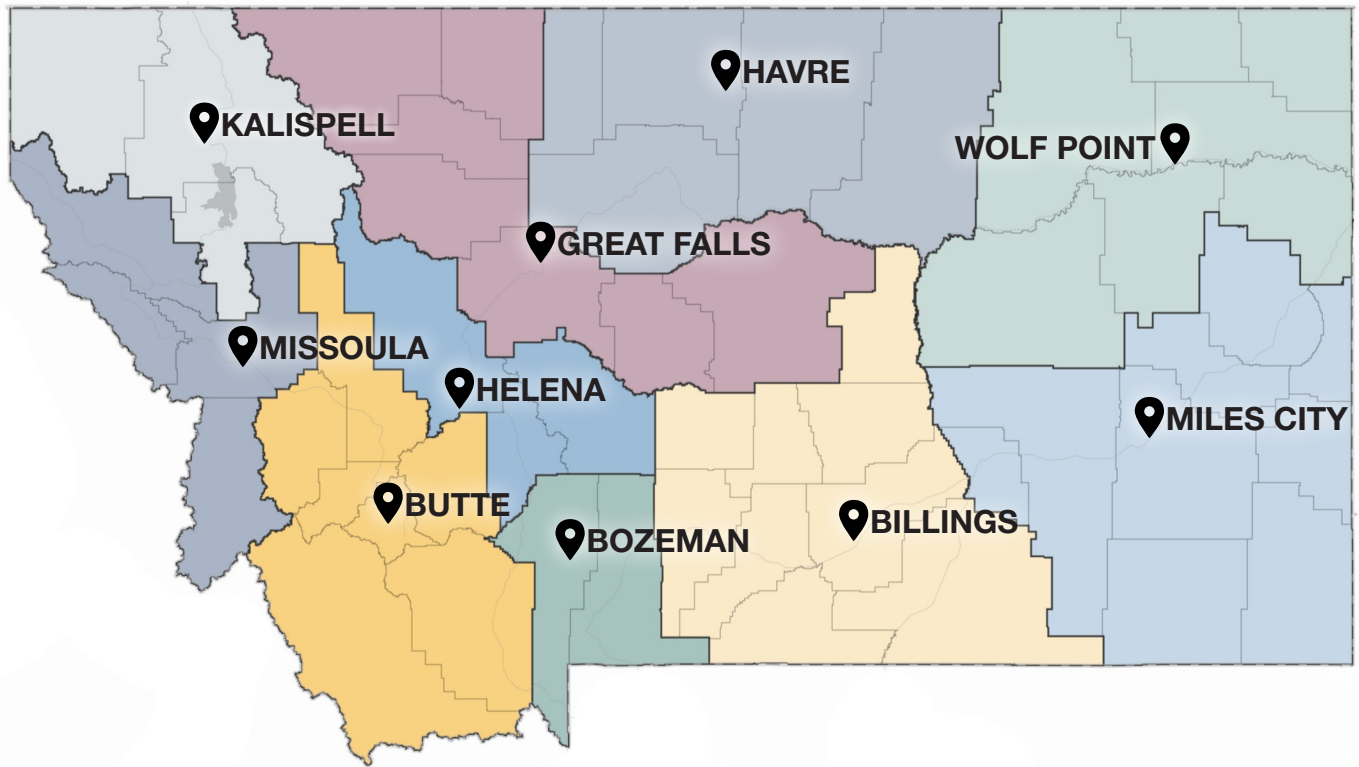 HAVRE
KALISPELL
WOLF POINT
GREAT FALLS
MISSOULA
HELENA
MILES CITY
BUTTE
BILLINGS
BOZEMAN